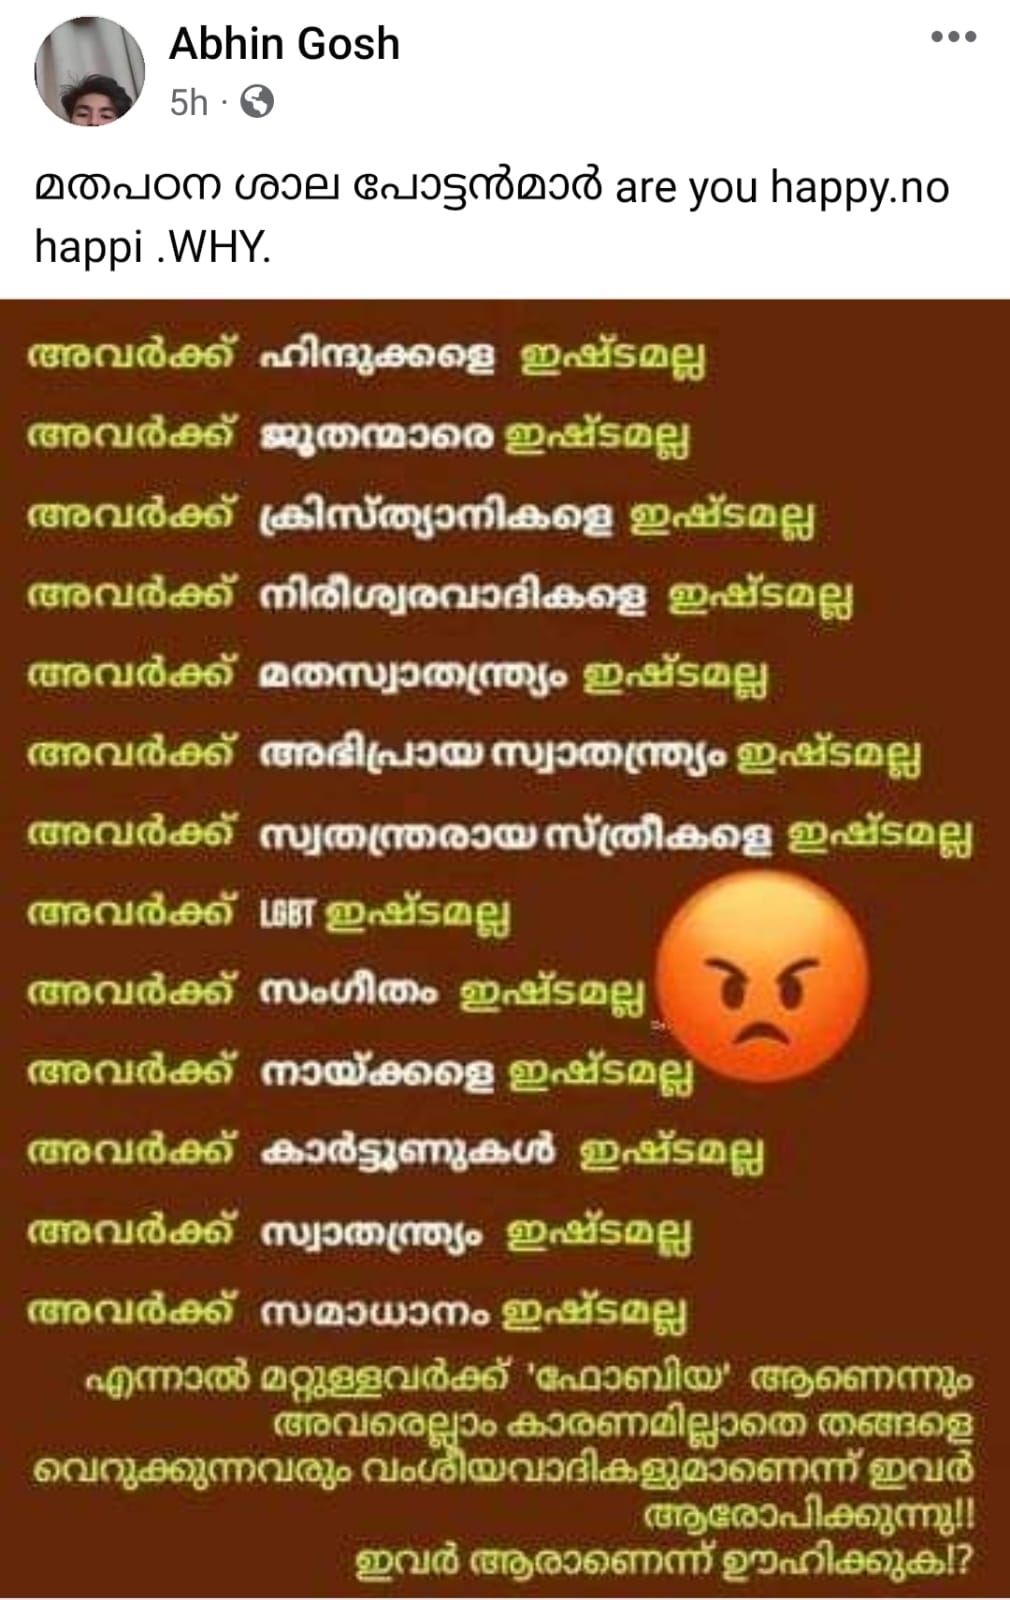 Abhin Gosh
5h ·
മതപഠന ശാല പോട്ടൻമാർ are you happy.no
happi .WHY.
അവർക്ക് ഹിന്ദുക്കളെ ഇഷ്ടമല്ല
അവർക്ക് ജൂതന്മാരെ ഇഷ്ടമല്ല
അവർക്ക് ക്രിസ്ത്യാനികളെ ഇഷ്ടമല്ല
അവർക്ക് നിരീശ്വരവാദികളെ ഇഷ്ടമല്ല
അവർക്ക് മതസ്വാതന്ത്ര്യം ഇഷ്ടമല്ല
അവർക്ക് അഭിപ്രായ സ്വാതന്ത്ര്യം ഇഷ്ടമല്ല
അവർക്ക് സ്വതന്ത്രരായ സ്ത്രീകളെ ഇഷ്ടമല്ല
അവർക്ക് LGBT ഇഷ്ടമല്ല
അവർക്ക് സംഗീതം ഇഷ്ടമല്ല
അവർക്ക് നായ്ക്കളെ ഇഷ്ടമല്ല
അവർക്ക് കാർട്ടൂണുകൾ ഇഷ്ടമല്ല
അവർക്ക് സ്വാതന്ത്ര്യം ഇഷ്ടമല്ല
അവർക്ക് സമാധാനം ഇഷ്ടമല്ല
എന്നാൽ മറ്റുള്ളവർക്ക് 'ഫോബിയ' ആണെന്നും
അവരെല്ലാം കാരണമില്ലാതെ തങ്ങളെ
വെറുക്കുന്നവരും വംശീയവാദികളുമാണെന്ന് ഇവർ
ആരോപിക്കുന്നു!!
ഇവർ ആരാണെന്ന് ഊഹിക്കുക!?